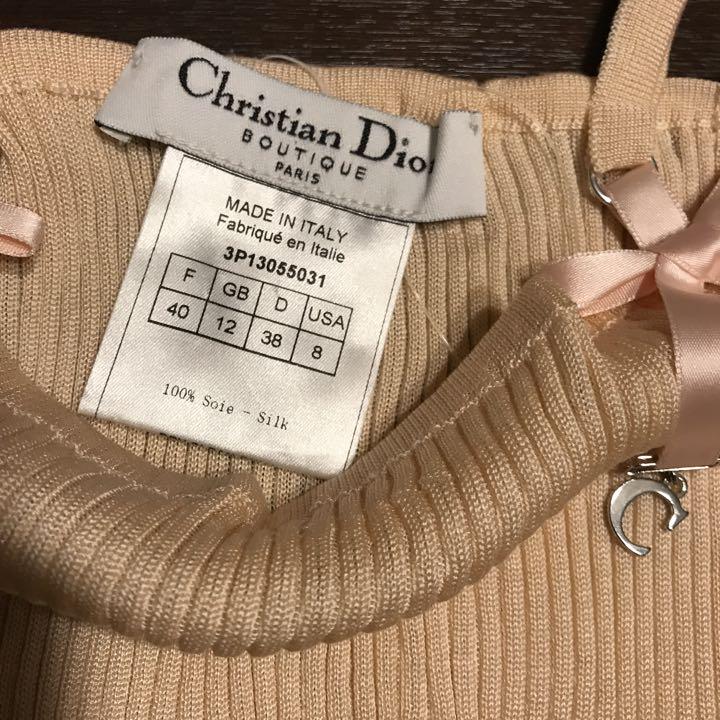 Christian Dior
BOUTIQUE
PARIS
MADE IN ITALY
Fabriqué en Italie
3P13055031
F GB D USA
40 12 38 8
100% Soie - Silk
C